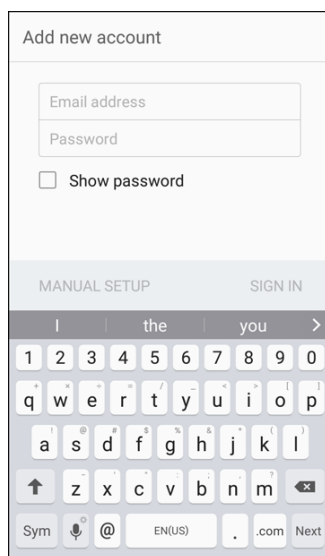 Add new account
Email address
Password
Show password
MANUAL SETUP SIGN IN
I the you >
1 2 3 4 5 6 7 8 9 0
q w e r t y u i o p
a s d f g h j k l
z x c v b n m
Sym @ EN(US) . .com Next